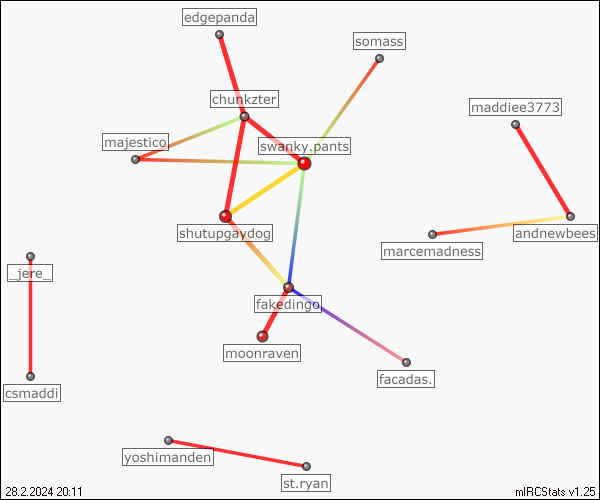 edgepanda
somass
chunkzter
maddiee3773
majestico
swanky.pants
shutupgaydog
andnewbees
marcemadness
_jere_
fakedingo
moonraven
facadas.
csmaddi
yoshimanden
st.ryan
28.2.2024 20:11
mIRCStats v1.25